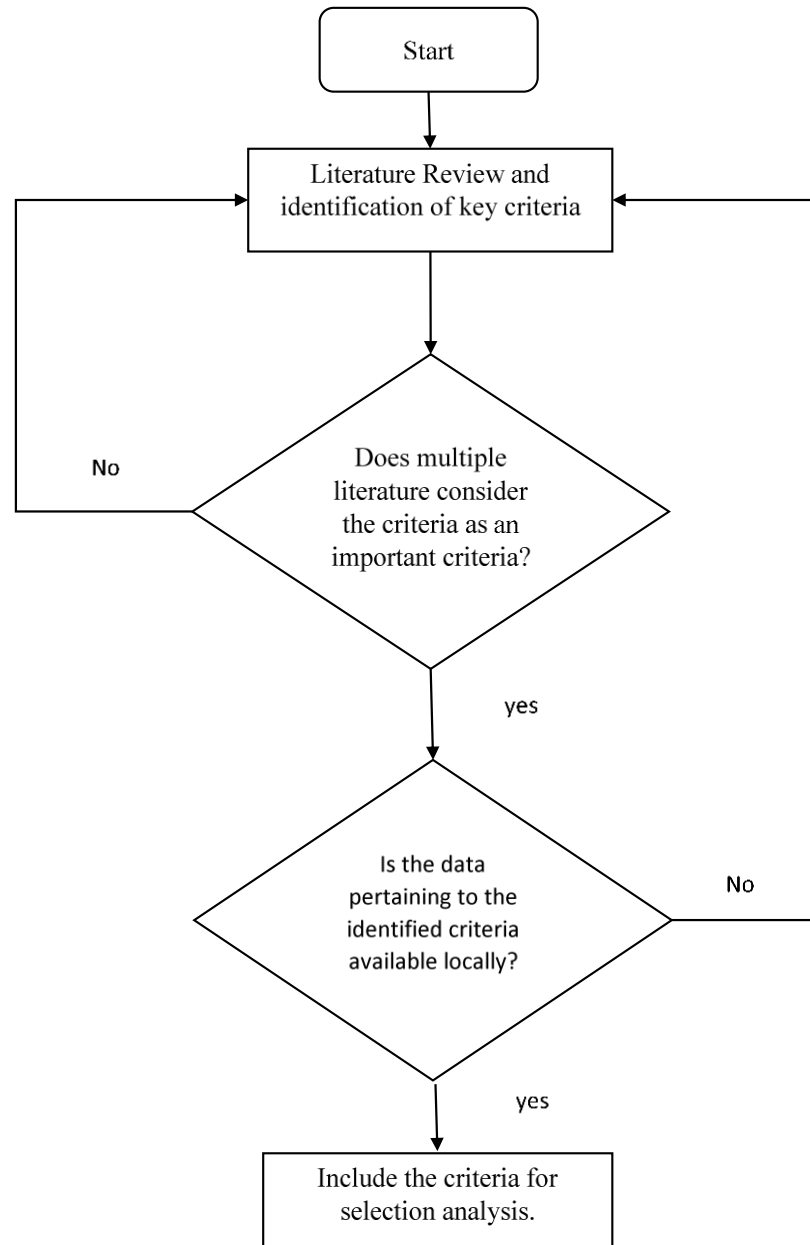 Start
Literature Review and
identification of key criteria
Does multiple
literature consider
the criteria as an
important criteria?
No
yes
Is the data
pertaining to the
identified criteria
available locally?
No
yes
Include the criteria for
selection analysis.